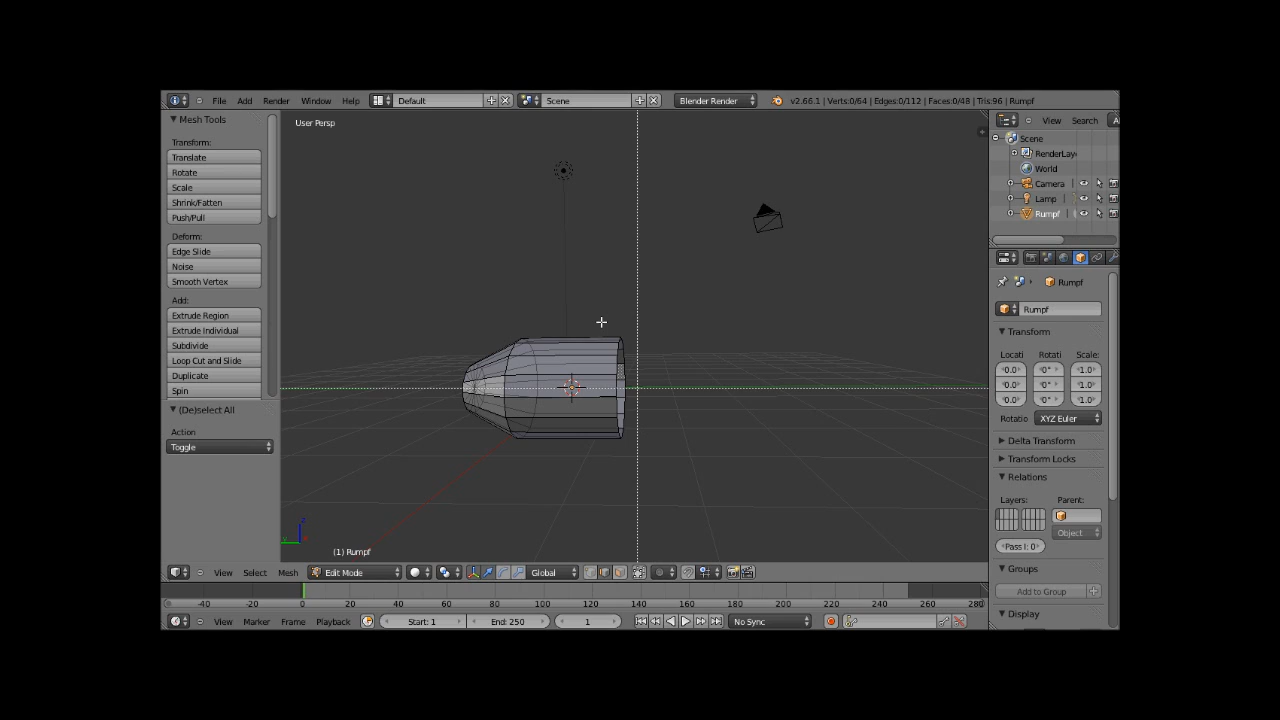 File Add Render Window Help Default Scene Blender Render v2.66.1 | Verts:0/64 | Edges:0/112 | Faces:0/48 | Tris:96 | Rumpf
Mesh Tools
Transform:
Translate
Rotate
Scale
Shrink/Fatten
Push/Pull
Deform:
Edge Slide
Noise
Smooth Vertex
Add:
Extrude Region
Extrude Individual
Subdivide
Loop Cut and Slide
Duplicate
Spin
(De)select All
Action
Toggle
User Persp
(1) Rumpf
View Select Mesh Edit Mode Global
-40 -20 0 20 40 60 80 100 120 140 160 180 200 220 240 260 280
View Marker Frame Playback Start: 1 End: 250 1 No Sync
View Search
Scene
RenderLay
World
Camera
Lamp
Rumpf
Rumpf
Rumpf
Transform
Locati Rotati Scale:
0.0 0° 1.0
0.0 0° 1.0
0.0 0° 1.0
Rotatio XYZ Euler
Delta Transform
Transform Locks
Relations
Layers: Parent:
Object
Pass I: 0
Groups
Add to Group
Display